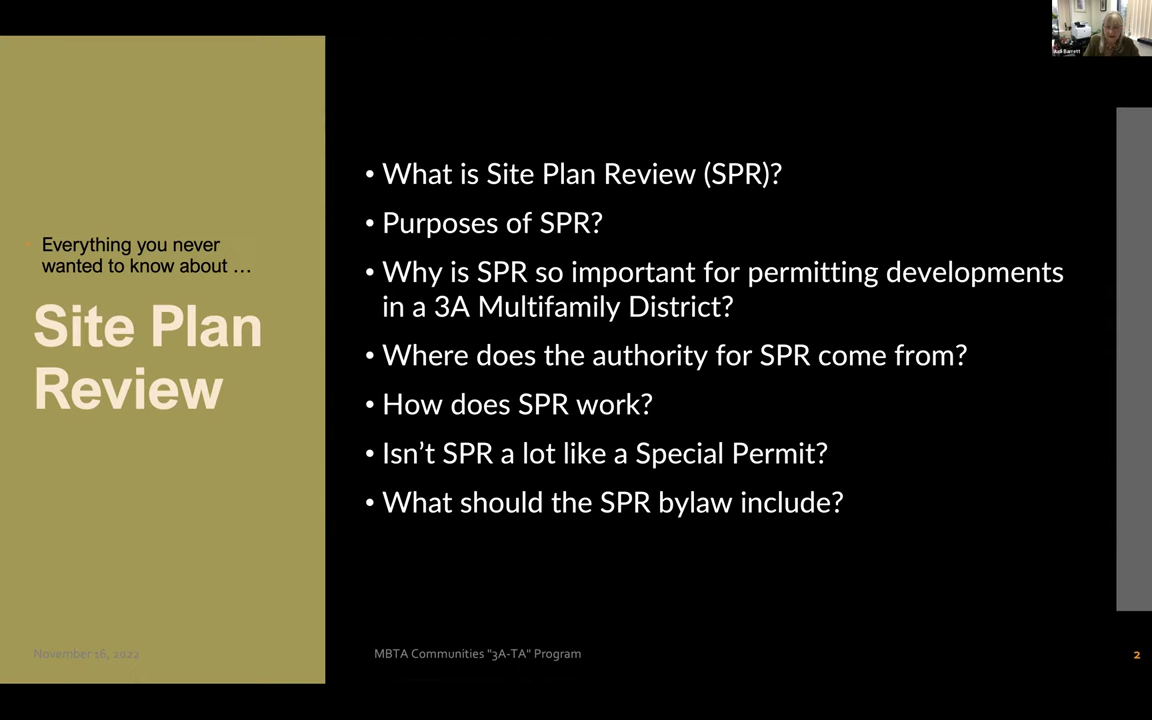 Judi Barrett
Everything you never
wanted to know about …
Site Plan
Review
• What is Site Plan Review (SPR)?
• Purposes of SPR?
• Why is SPR so important for permitting developments
in a 3A Multifamily District?
• Where does the authority for SPR come from?
• How does SPR work?
• Isn’t SPR a lot like a Special Permit?
• What should the SPR bylaw include?
November 16, 2022
MBTA Communities "3A-TA" Program
2